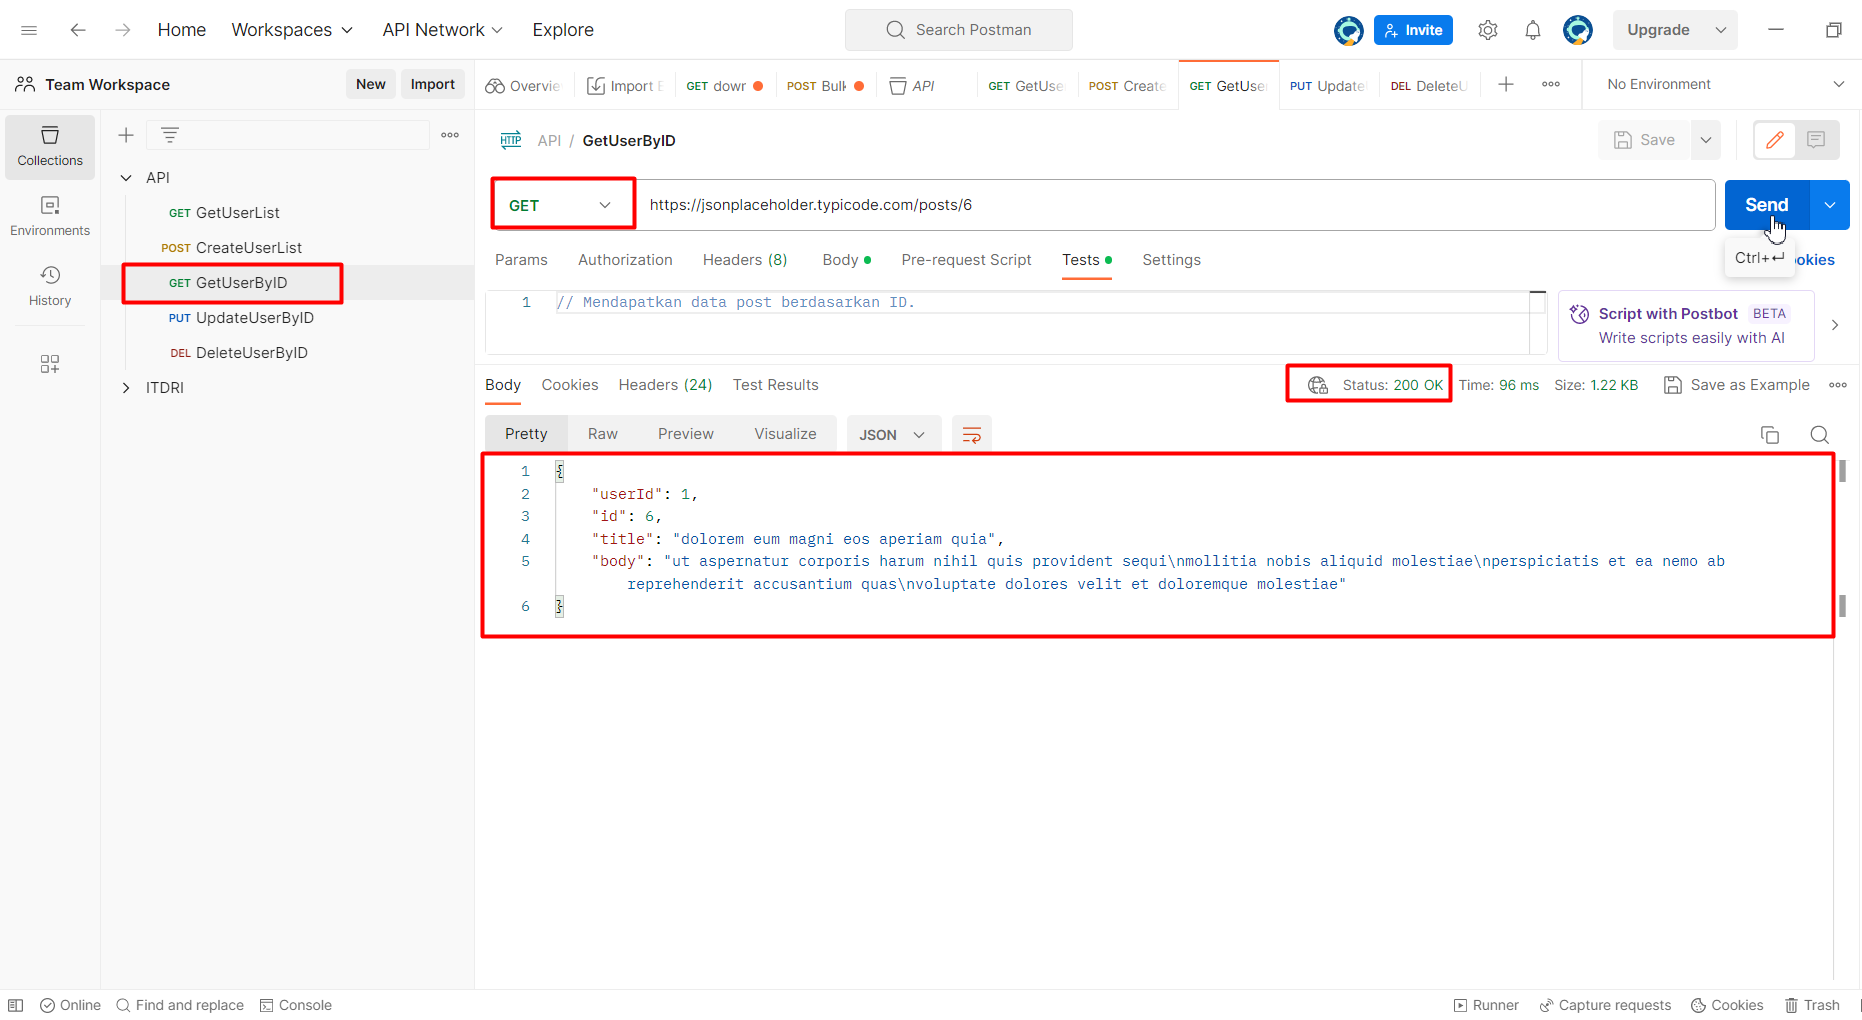 Home Workspaces API Network Explore Search Postman Invite Upgrade
Team Workspace New Import
Overvie Import E GET down POST Bulk API GET GetUse POST Create GET GetUser PUT Update DEL DeleteU No Environment
Collections
Environments
History
API
GET GetUserList
POST CreateUserList
GET GetUserByID
PUT UpdateUserByID
DEL DeleteUserByID
ITDRI
HTTP API / GetUserByID Save
GET https://jsonplaceholder.typicode.com/posts/6 Send
Params Authorization Headers (8) Body Pre-request Script Tests Settings Ctrl+↵ okies
1 // Mendapatkan data post berdasarkan ID.
Script with Postbot BETA
Write scripts easily with AI
Body Cookies Headers (24) Test Results Status: 200 OK Time: 96 ms Size: 1.22 KB Save as Example
Pretty Raw Preview Visualize JSON
1 {
2 "userId": 1,
3 "id": 6,
4 "title": "dolorem eum magni eos aperiam quia",
5 "body": "ut aspernatur corporis harum nihil quis provident sequi\nmollitia nobis aliquid molestiae\nperspiciatis et ea nemo ab
reprehenderit accusantium quas\nvoluptate dolores velit et doloremque molestiae"
6 }
Online Find and replace Console Runner Capture requests Cookies Trash